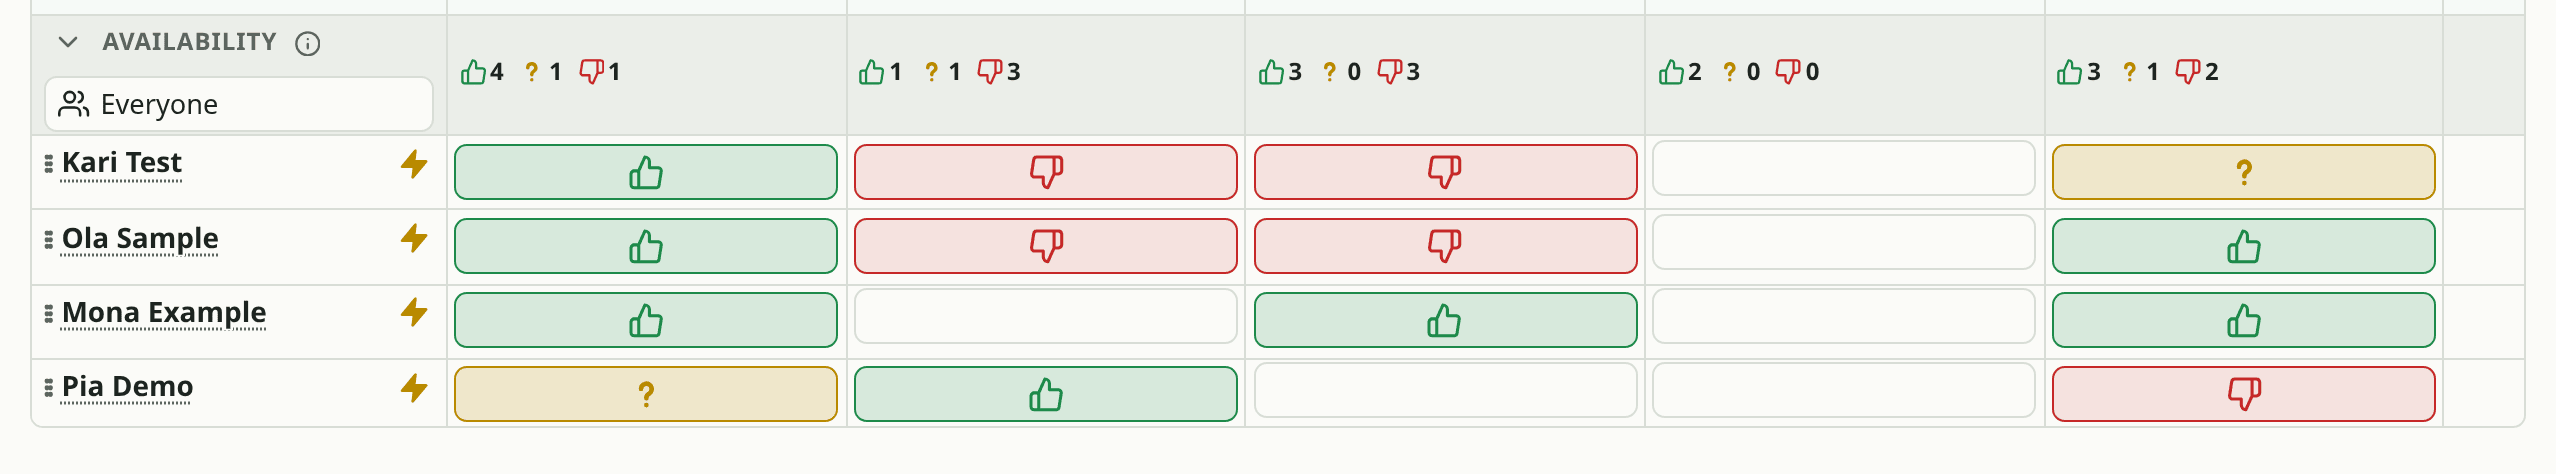 AVAILABILITY
Everyone
4 ? 1 1
1 ? 1 3
3 ? 0 3
2 ? 0 0
3 ? 1 2
Kari Test
?
Ola Sample
Mona Example
Pia Demo
?